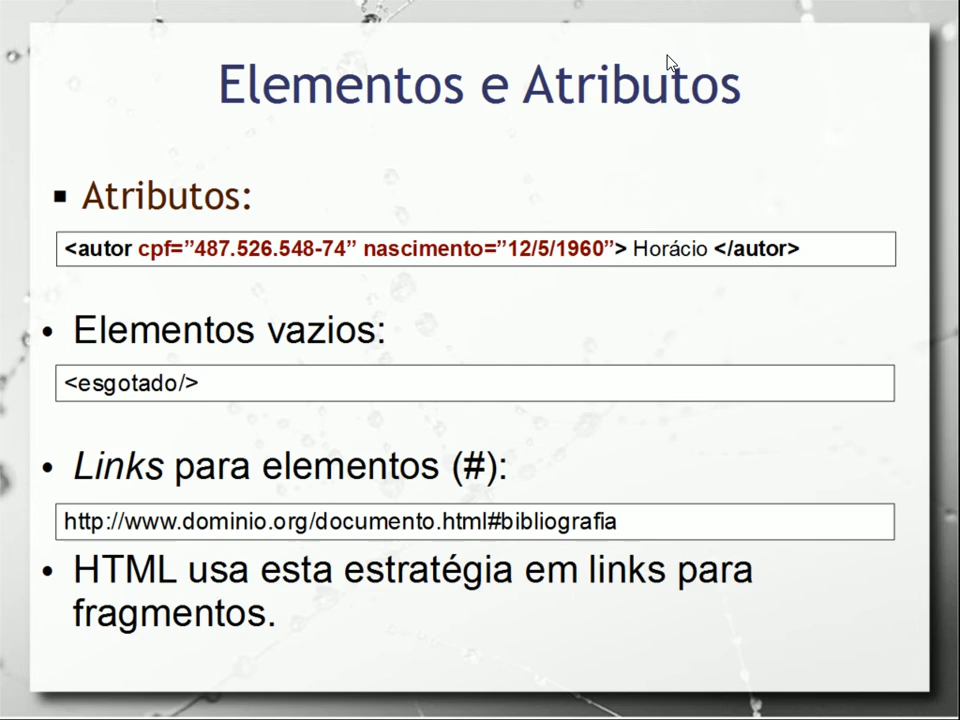 Elementos e Atributos
▪ Atributos:
<autor cpf=”487.526.548-74” nascimento=”12/5/1960”> Horácio </autor>
• Elementos vazios:
<esgotado/>
• Links para elementos (#):
http://www.dominio.org/documento.html#bibliografia
• HTML usa esta estratégia em links para
fragmentos.